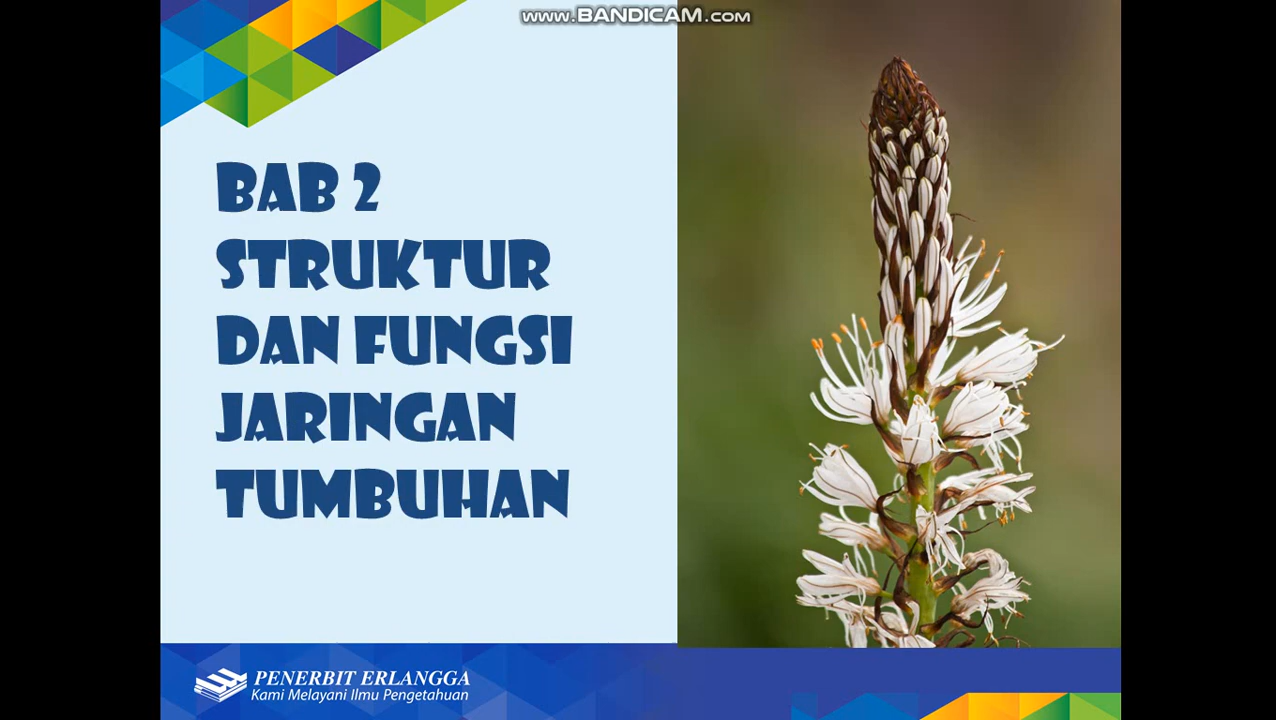 www.BANDICAM.com
BAB 2
STRUKTUR
DAN FUNGSI
JARINGAN
TUMBUHAN
PENERBIT ERLANGGA
Kami Melayani Ilmu Pengetahuan